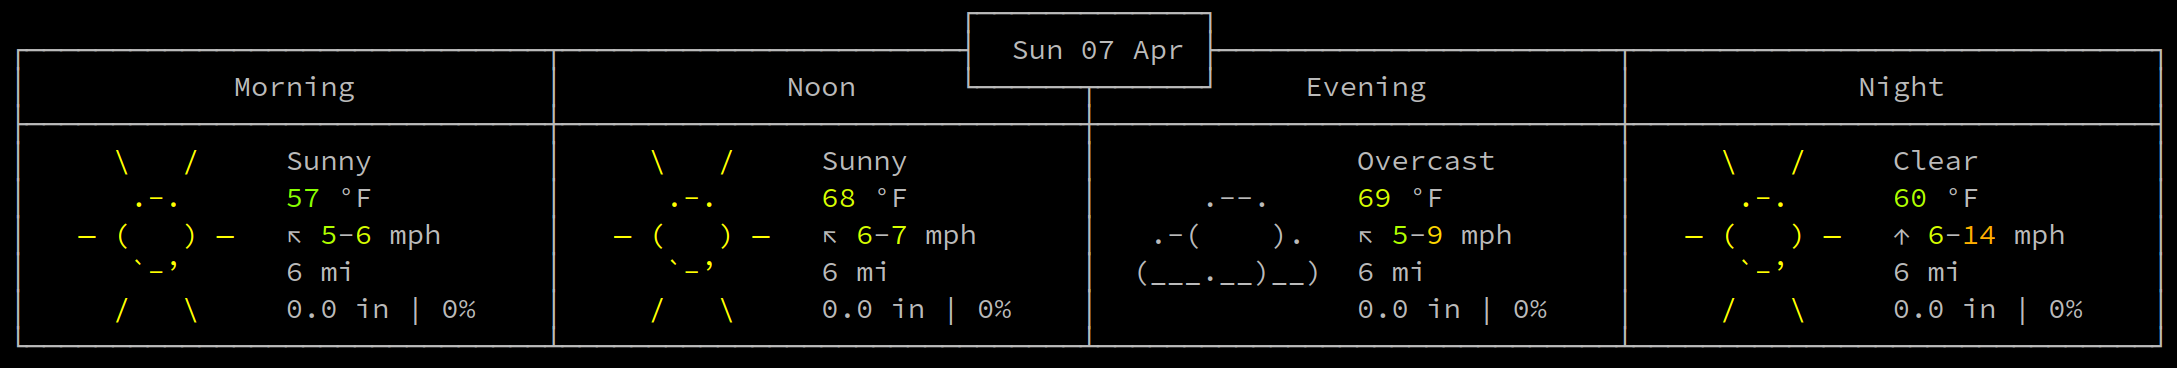 Sun 07 Apr
Morning Noon Evening Night
Sunny Sunny Overcast Clear
57 °F 68 °F 69 °F 60 °F
↖ 5-6 mph ↖ 6-7 mph ↖ 5-9 mph ↑ 6-14 mph
6 mi 6 mi 6 mi 6 mi
0.0 in | 0% 0.0 in | 0% 0.0 in | 0% 0.0 in | 0%